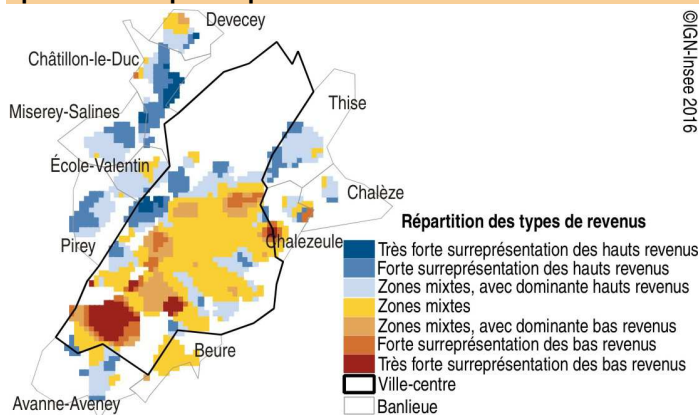 Devecey
Châtillon-le-Duc
Miserey-Salines
Thise
École-Valentin
Chalèze
Pirey
Chalezeule
Beure
Avanne-Aveney
Répartition des types de revenus
Très forte surreprésentation des hauts revenus
Forte surreprésentation des hauts revenus
Zones mixtes, avec dominante hauts revenus
Zones mixtes
Zones mixtes, avec dominante bas revenus
Forte surreprésentation des bas revenus
Très forte surreprésentation des bas revenus
Ville-centre
Banlieue
©IGN-Insee 2016